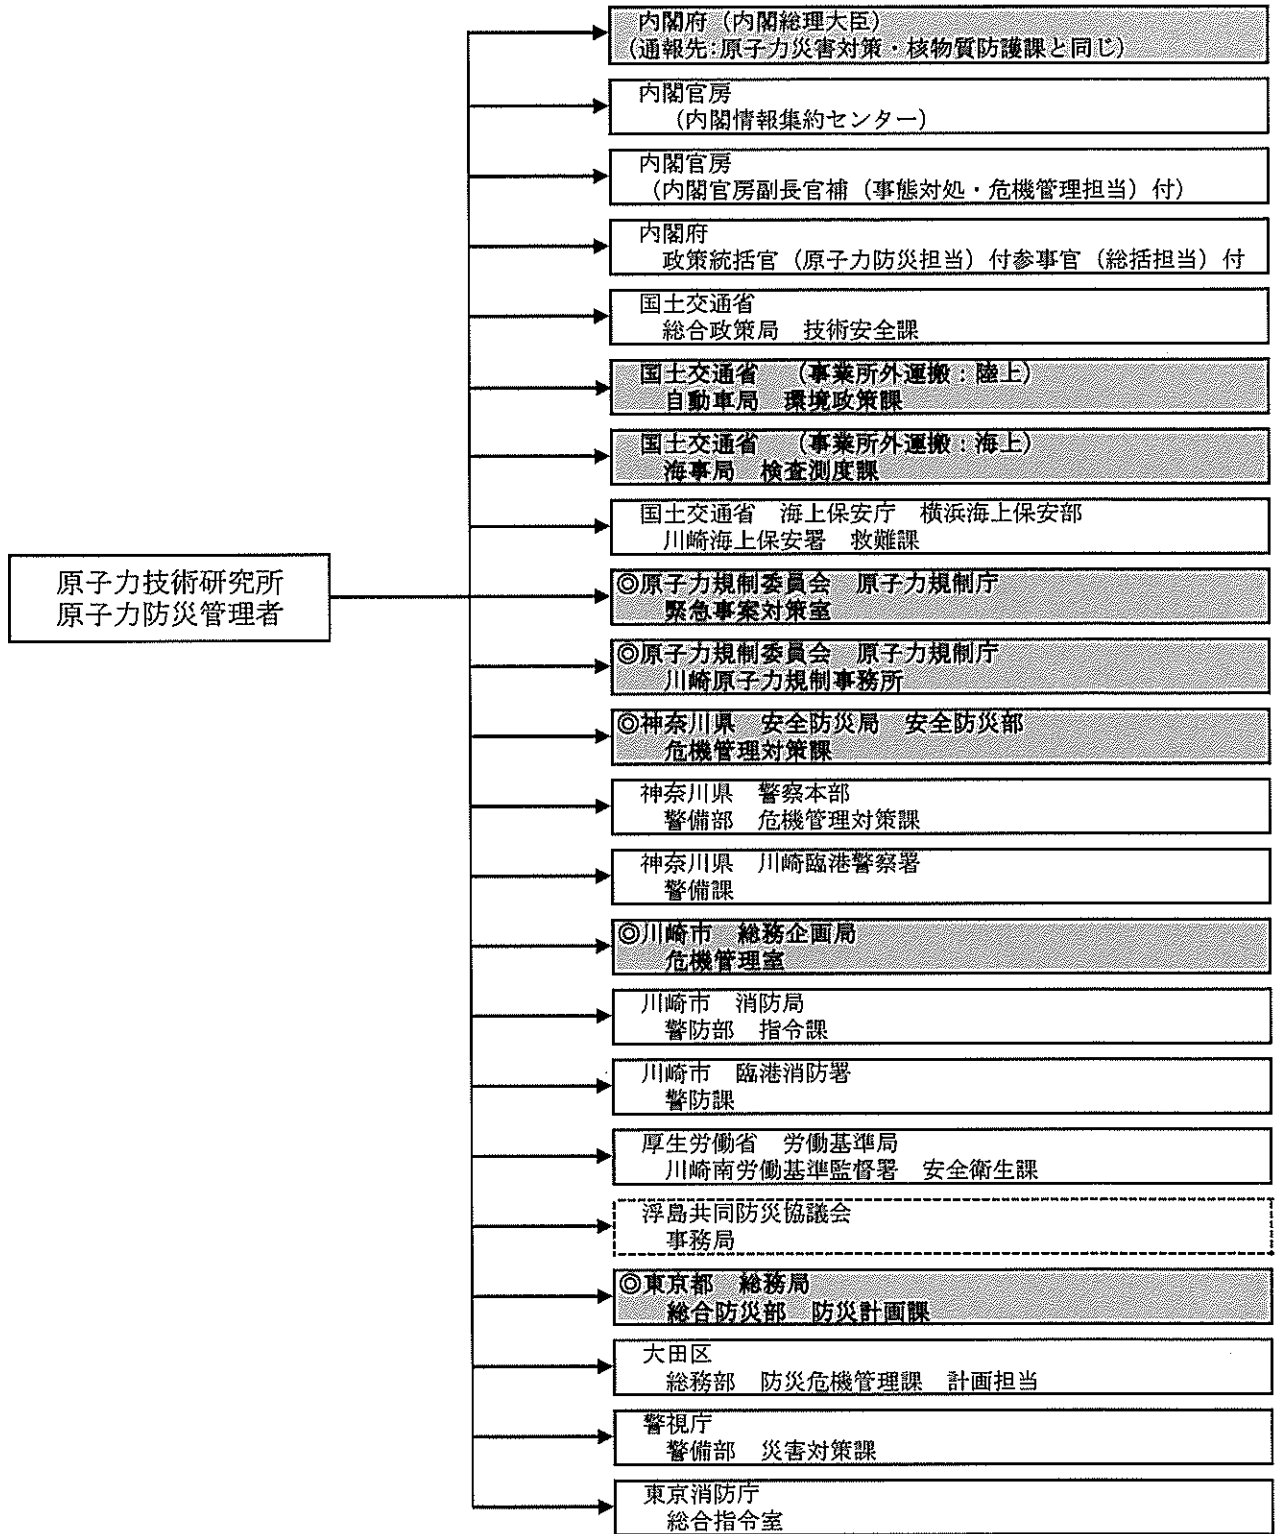 内閣府（内閣総理大臣）
（通報先:原子力災害対策・核物質防護課と同じ）
内閣官房
（内閣情報集約センター）
内閣官房
（内閣官房副長官補（事態対処・危機管理担当）付）
内閣府
政策統括官（原子力防災担当）付参事官（総括担当）付
国土交通省
総合政策局　技術安全課
国土交通省　（事業所外運搬：陸上）
自動車局　環境政策課
国土交通省　（事業所外運搬：海上）
海事局　検査測度課
国土交通省　海上保安庁　横浜海上保安部
川崎海上保安署　救難課
原子力技術研究所
原子力防災管理者
◎原子力規制委員会　原子力規制庁
緊急事案対策室
◎原子力規制委員会　原子力規制庁
川崎原子力規制事務所
◎神奈川県　安全防災局　安全防災部
危機管理対策課
神奈川県　警察本部
警備部　危機管理対策課
神奈川県　川崎臨港警察署
警備課
◎川崎市　総務企画局
危機管理室
川崎市　消防局
警防部　指令課
川崎市　臨港消防署
警防課
厚生労働省　労働基準局
川崎南労働基準監督署　安全衛生課
浮島共同防災協議会
事務局
◎東京都　総務局
総合防災部　防災計画課
大田区
総務部　防災危機管理課　計画担当
警視庁
警備部　災害対策課
東京消防庁
総合指令室